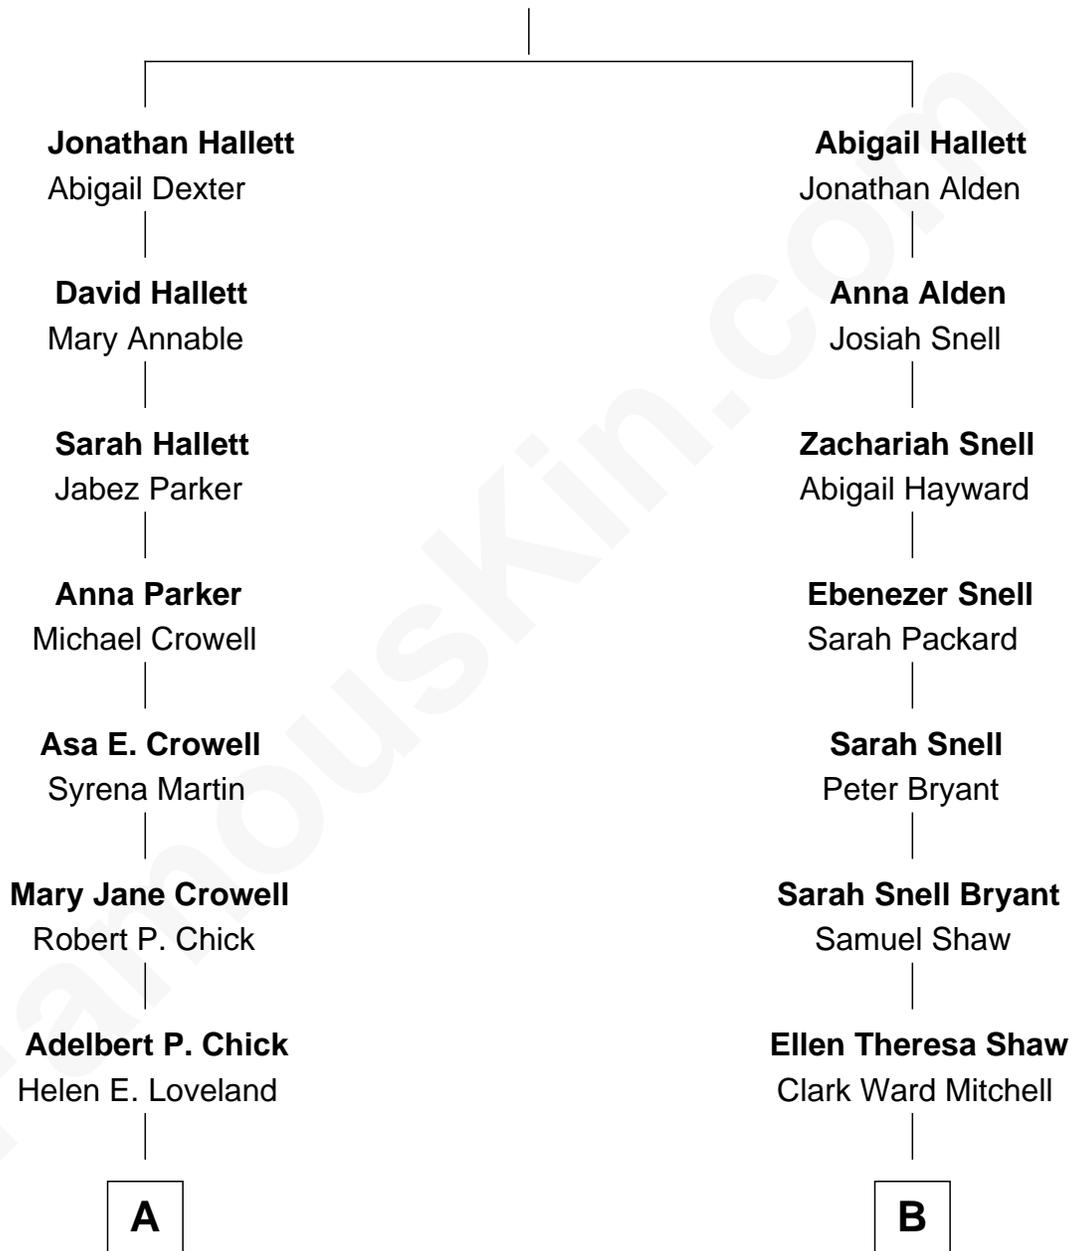 Jonathan Hallett
Abigail Dexter
David Hallett
Mary Annable
Sarah Hallett
Jabez Parker
Anna Parker
Michael Crowell
Asa E. Crowell
Syrena Martin
Mary Jane Crowell
Robert P. Chick
Adelbert P. Chick
Helen E. Loveland
A
Abigail Hallett
Jonathan Alden
Anna Alden
Josiah Snell
Zachariah Snell
Abigail Hayward
Ebenezer Snell
Sarah Packard
Sarah Snell
Peter Bryant
Sarah Snell Bryant
Samuel Shaw
Ellen Theresa Shaw
Clark Ward Mitchell
B
FamousKin.com